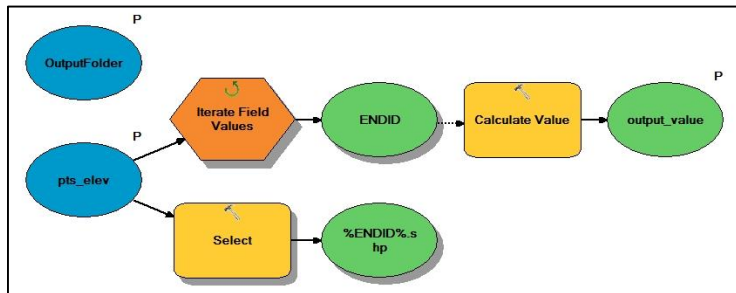 P
OutputFolder
P
Iterate Field
Values
ENDID
Calculate Value
P
output_value
pts_elev
Select
%ENDID%.s
hp